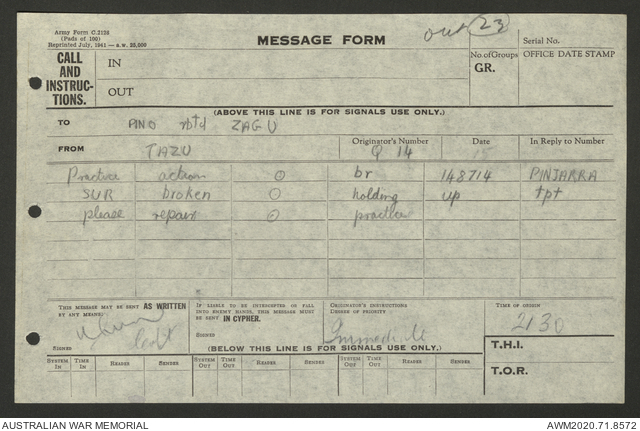 Army Form C.2128
(Pads of 100)
Reprinted July, 1941—a.w. 25,000
MESSAGE FORM
out 23
Serial No.
CALL AND INSTRUCTIONS.
IN
OUT
No. of Groups
GR.
OFFICE DATE STAMP
(ABOVE THIS LINE IS FOR SIGNALS USE ONLY.)
TO PINO rptd ZAGU
FROM TAZU
Originator's Number Q 14
Date 15
In Reply to Number
Practice action ⊙ br 148714 PINJARRA
SUR broken ⊙ holding up tpt
please repair ⊙ practice
THIS MESSAGE MAY BE SENT AS WRITTEN BY ANY MEANS.
SIGNED Capt
IF LIABLE TO BE INTERCEPTED OR FALL INTO ENEMY HANDS, THIS MESSAGE MUST BE SENT IN CYPHER.
SIGNED
ORIGINATOR'S INSTRUCTIONS
DEGREE OF PRIORITY
Immediate
TIME OF ORIGIN
2130
(BELOW THIS LINE IS FOR SIGNALS USE ONLY.)
T.H.I.
T.O.R.
SYSTEM IN TIME IN READER SENDER SYSTEM OUT TIME OUT READER SENDER SYSTEM OUT TIME OUT READER SENDER
AUSTRALIAN WAR MEMORIAL
AWM2020.71.8572